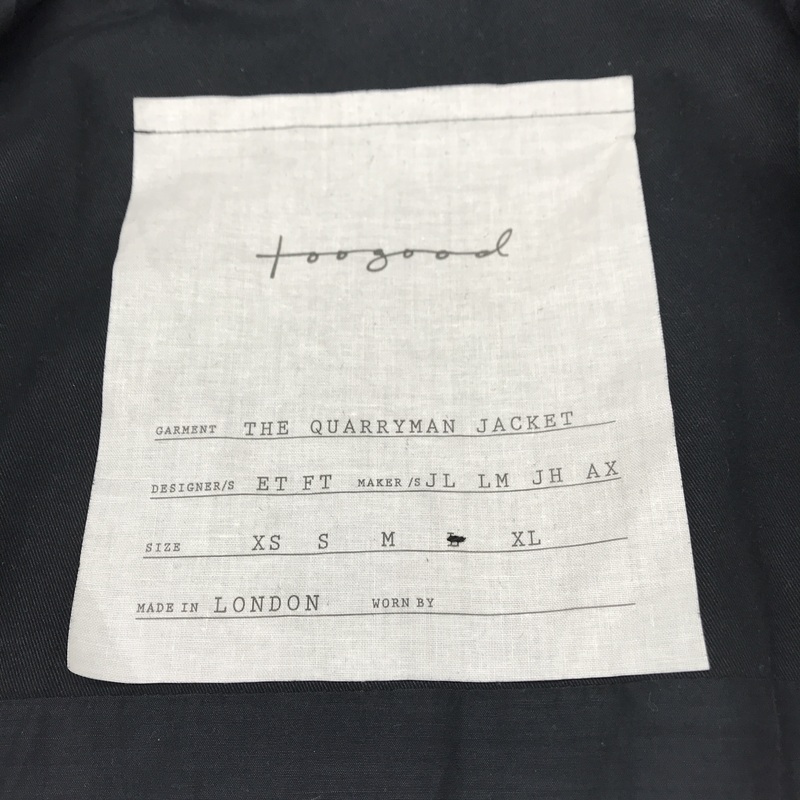 toogood
GARMENT THE QUARRYMAN JACKET
DESIGNER/S ET FT MAKER/S JL LM JH AX
SIZE XS S M L XL
MADE IN LONDON WORN BY